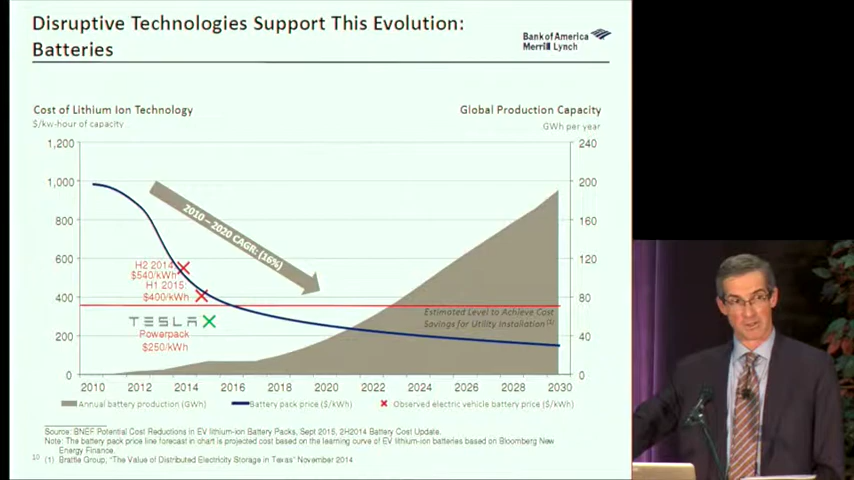 Disruptive Technologies Support This Evolution:
Batteries
Bank of America
Merrill Lynch
Cost of Lithium Ion Technology
$/kw-hour of capacity
Global Production Capacity
GWh per year
1,200
1,000
800
600
400
200
0
240
200
160
120
80
40
0
2010 – 2020 CAGR: (16%)
H2 2014:
$540/kWh
H1 2015:
$400/kWh
TESLA
Powerpack
$250/kWh
Estimated Level to Achieve Cost
Savings for Utility Installation (1)
2010 2012 2014 2016 2018 2020 2022 2024 2026 2028 2030
Annual battery production (GWh) Battery pack price ($/kWh) Observed electric vehicle battery price ($/kWh)
Source: BNEF Potential Cost Reductions in EV lithium-ion Battery Packs, Sept 2015, 2H2014 Battery Cost Update.
Note: The battery pack price line forecast in chart is projected cost based on the learning curve of EV lithium-ion batteries based on Bloomberg New
Energy Finance.
10 (1) Brattle Group, "The Value of Distributed Electricity Storage in Texas" November 2014